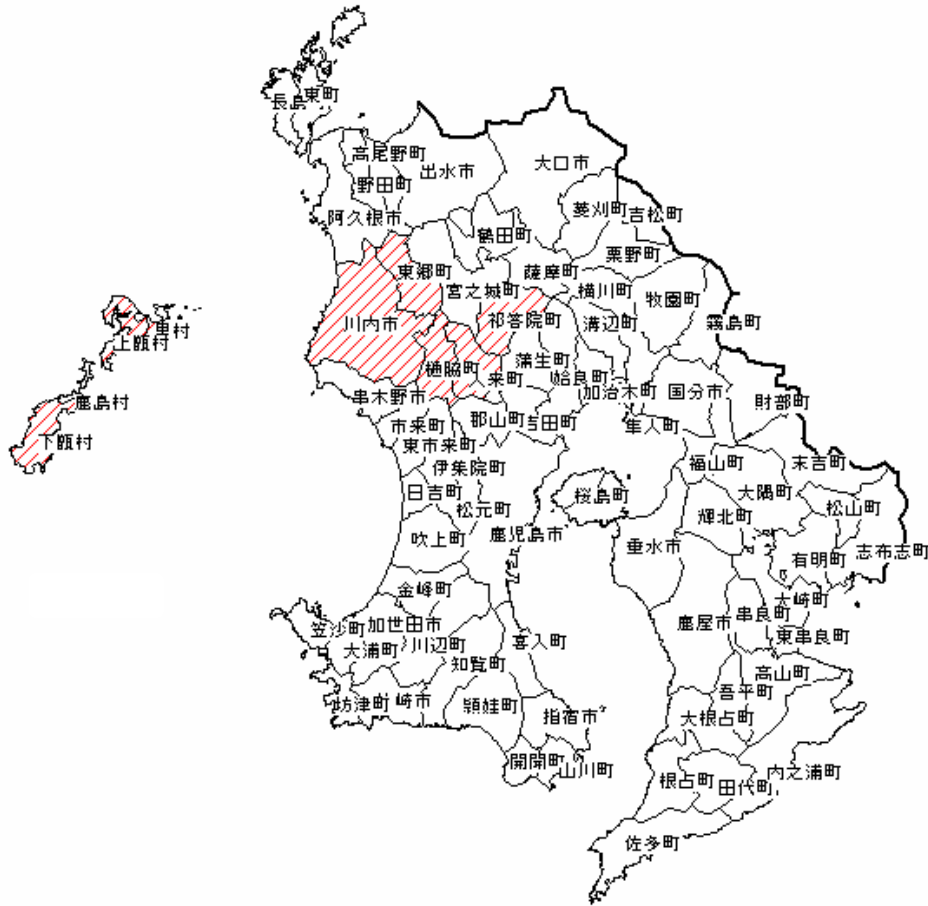 東町
長島
高尾野町
出水市
大口市
野田町
阿久根市
菱刈町
吉松町
鶴田町
栗野町
東郷町
薩摩町
宮之城町
横川町
牧園町
里村
上甑村
川内市
祁答院町
溝辺町
霧島町
樋脇町
蒲生町
来町
姶良町
加治木町
国分市
串木野市
財部町
鹿島村
市来町
郡山町
吉田町
隼人町
下甑村
東市来町
伊集院町
福山町
末吉町
日吉町
桜島町
大隅町
松元町
輝北町
松山町
吹上町
鹿児島市
垂水市
有明町
志布志町
金峰町
大崎町
笠沙町
加世田市
鹿屋市
串良町
東串良町
大浦町
川辺町
喜入町
知覧町
高山町
吾平町
坊津町
崎市
頴娃町
指宿市
大根占町
開聞町
山川町
根占町
田代町
内之浦町
佐多町